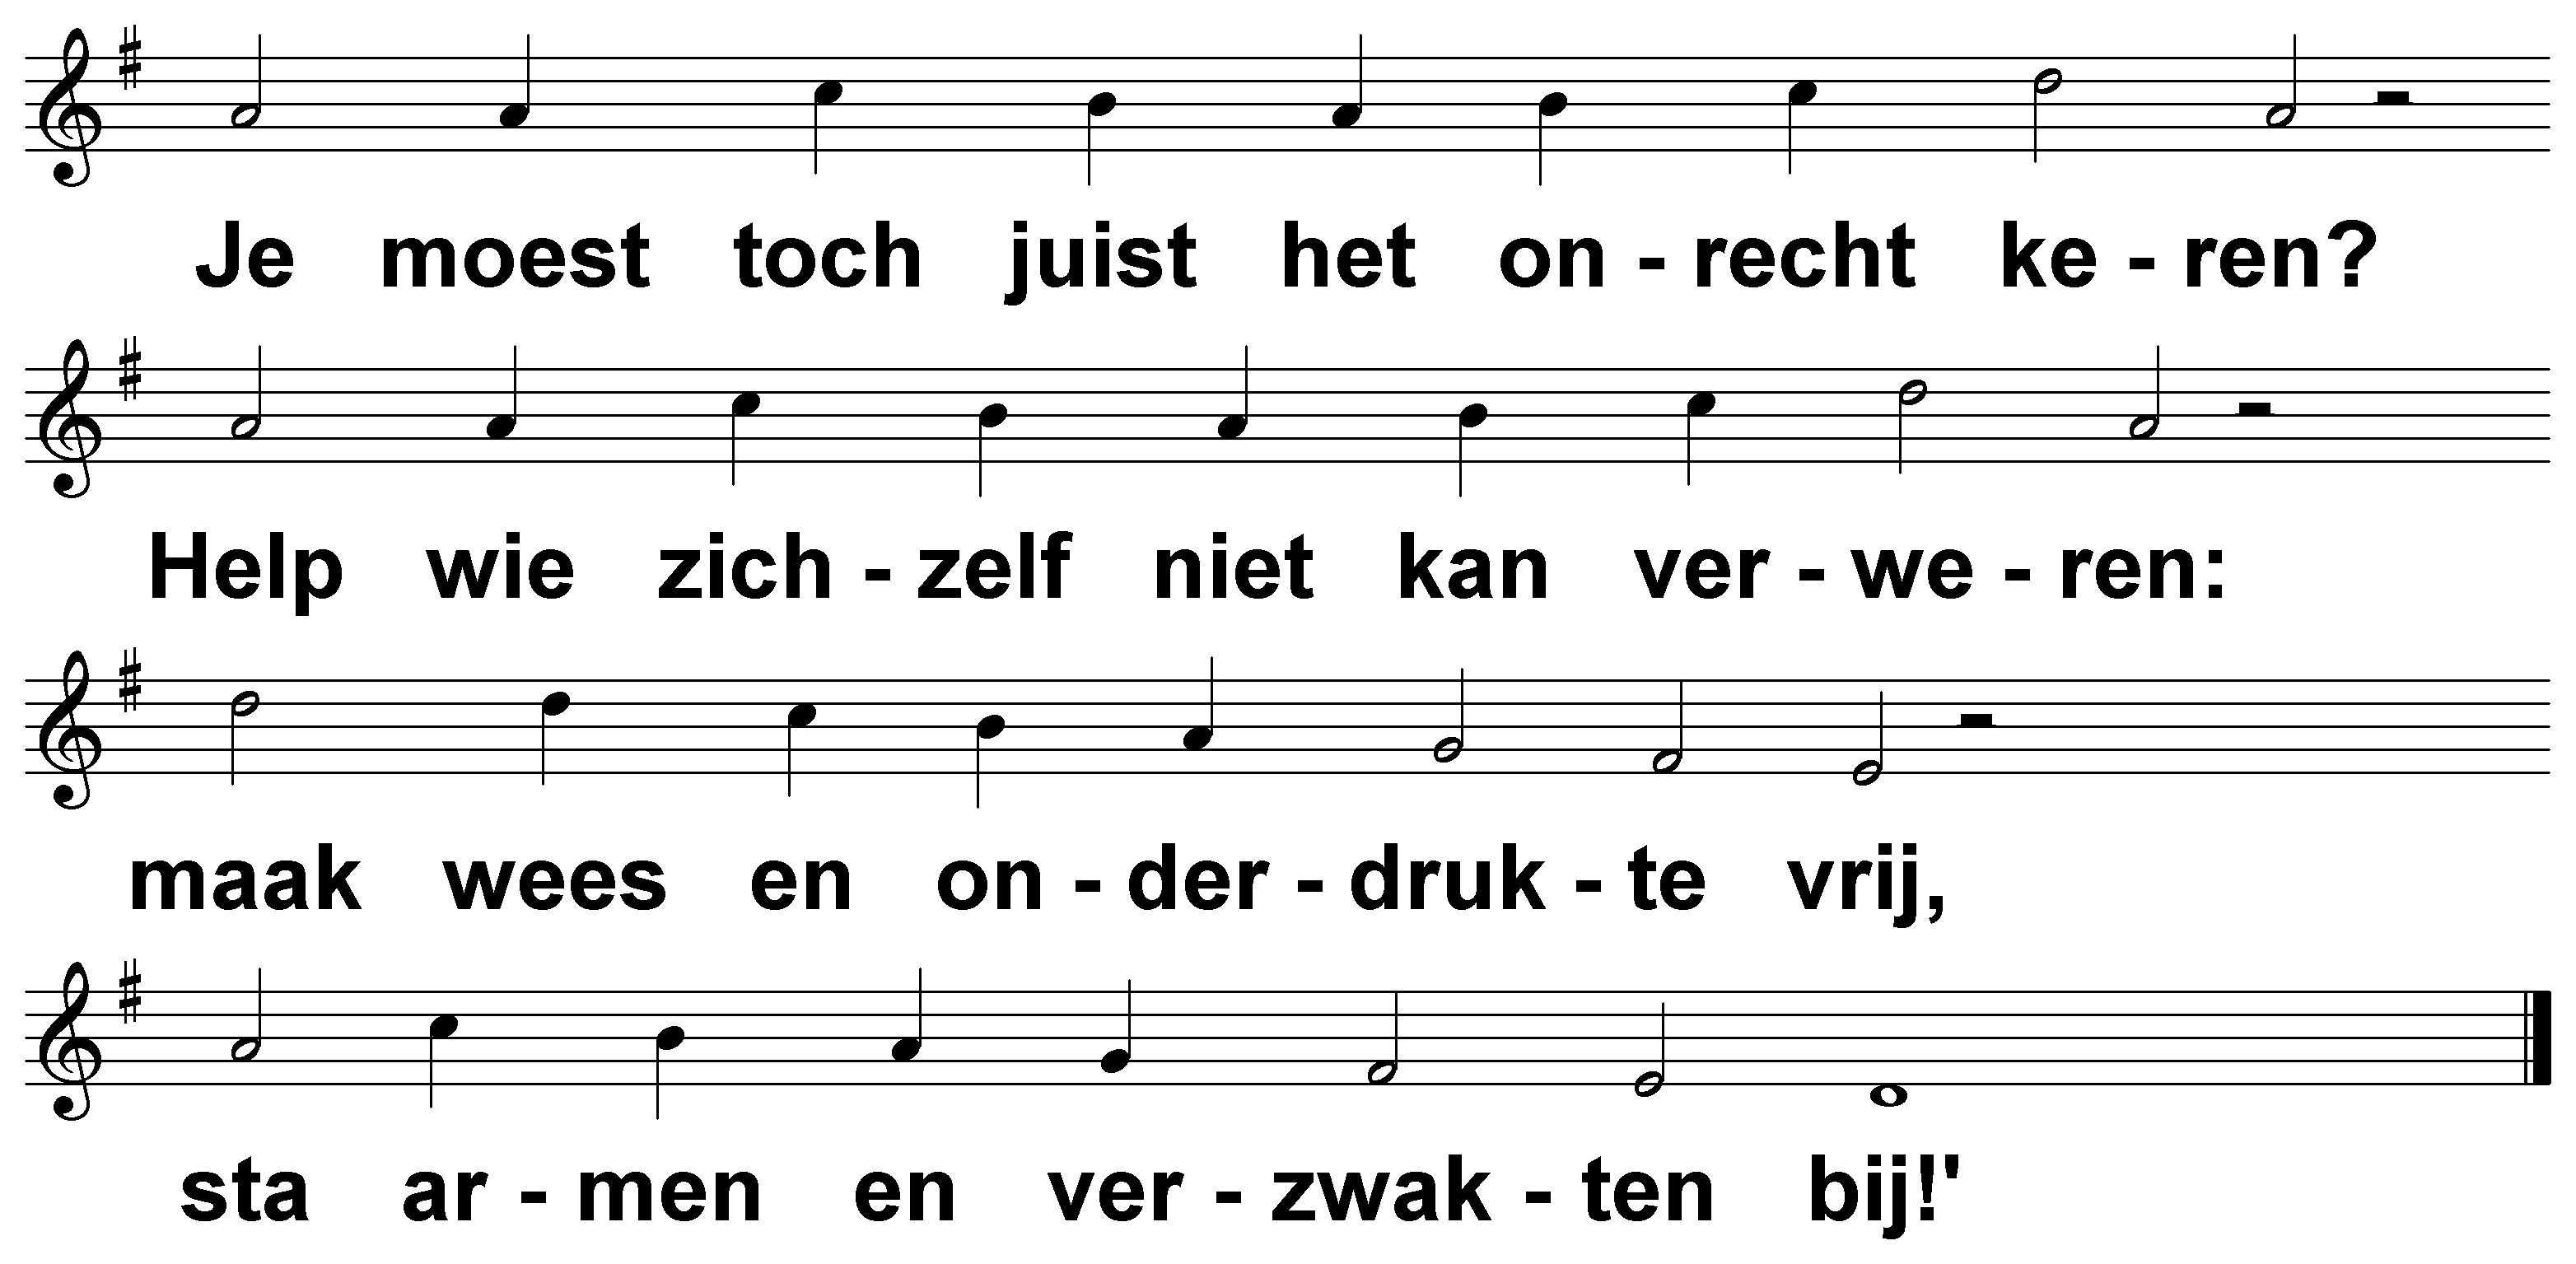 Je moest toch juist het on - recht ke - ren?
Help wie zich - zelf niet kan ver - we - ren:
maak wees en on - der - druk - te vrij,
sta ar - men en ver - zwak - ten bij!'